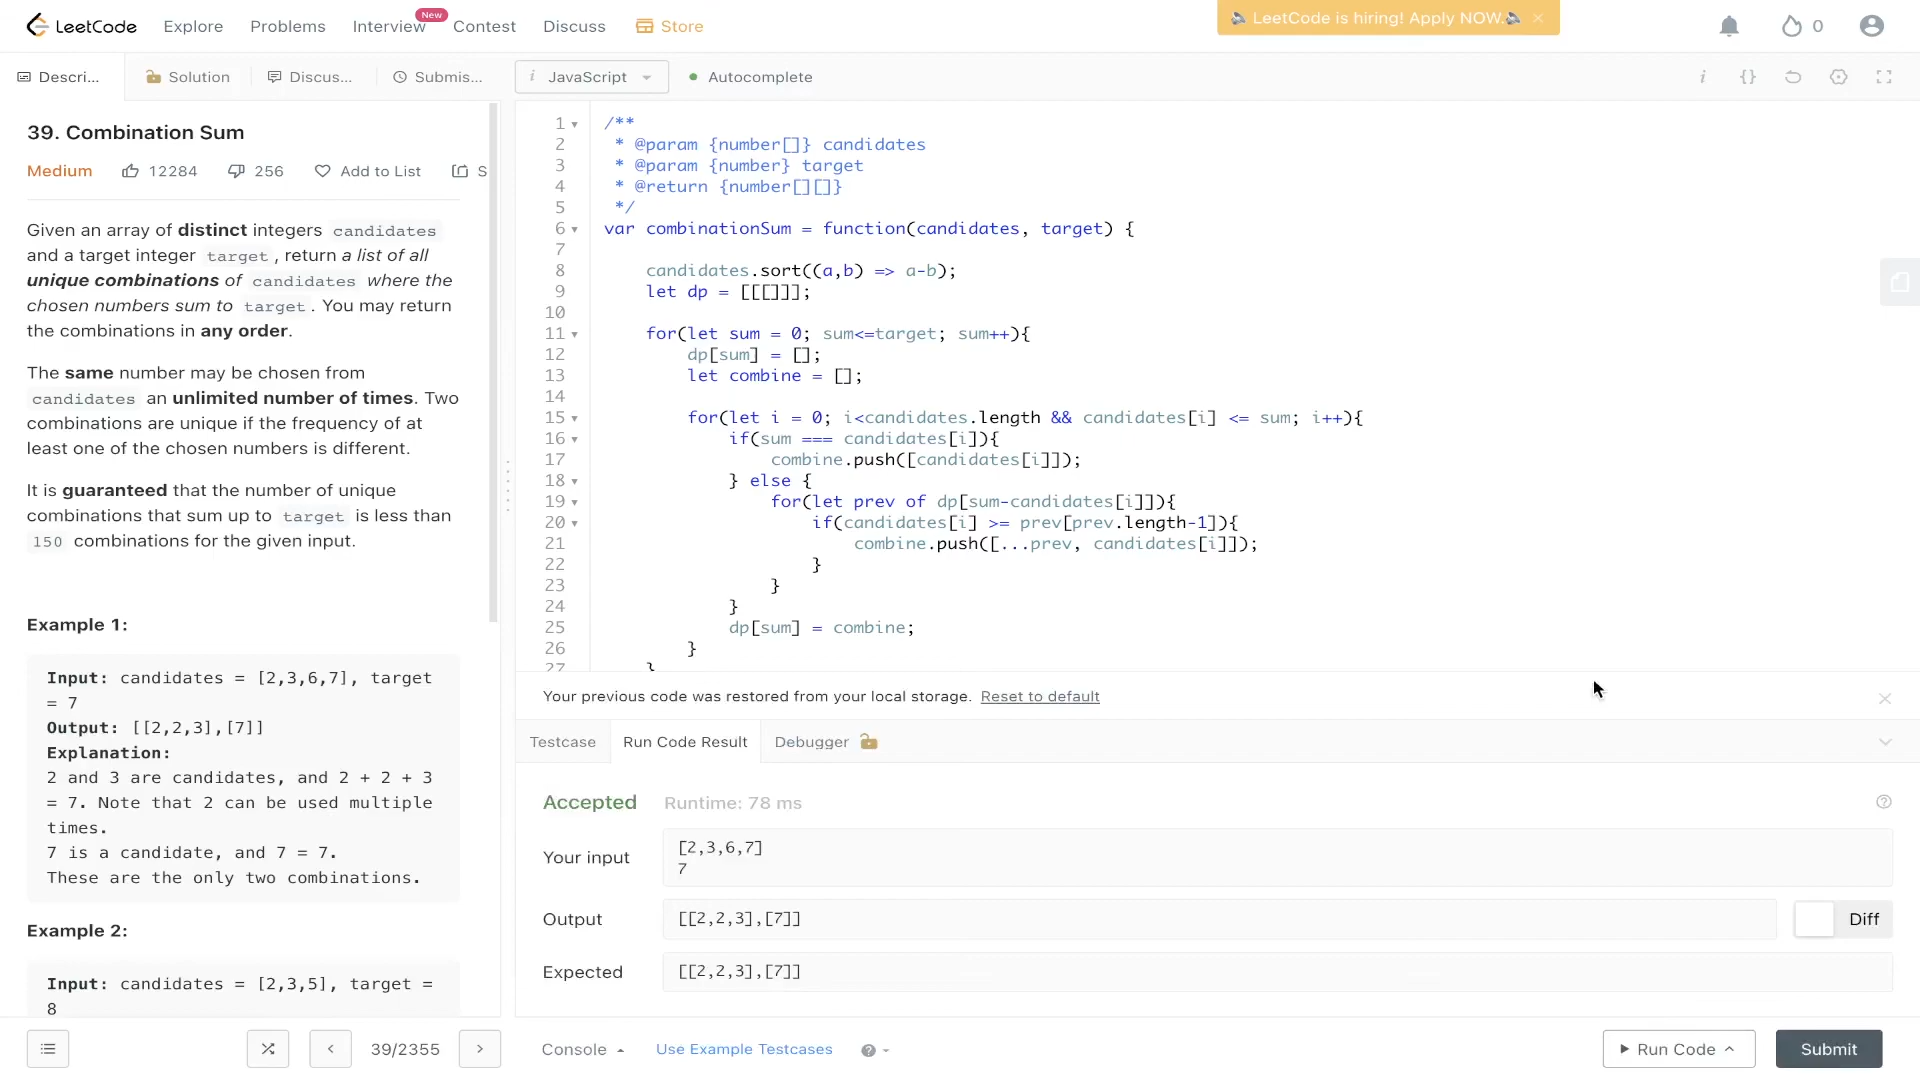 LeetCode Explore Problems Interview New Contest Discuss Store LeetCode is hiring! Apply NOW. 0
Descri... Solution Discus... Submis... i JavaScript Autocomplete i {}
39. Combination Sum
Medium 12284 256 Add to List S
Given an array of distinct integers candidates
and a target integer target , return a list of all
unique combinations of candidates where the
chosen numbers sum to target . You may return
the combinations in any order.
The same number may be chosen from
candidates an unlimited number of times. Two
combinations are unique if the frequency of at
least one of the chosen numbers is different.
It is guaranteed that the number of unique
combinations that sum up to target is less than
150 combinations for the given input.
Example 1:
Input: candidates = [2,3,6,7], target
= 7
Output: [[2,2,3],[7]]
Explanation:
2 and 3 are candidates, and 2 + 2 + 3
= 7. Note that 2 can be used multiple
times.
7 is a candidate, and 7 = 7.
These are the only two combinations.
Example 2:
Input: candidates = [2,3,5], target =
8
39/2355
1 /**
2 * @param {number[]} candidates
3 * @param {number} target
4 * @return {number[][]}
5 */
6 var combinationSum = function(candidates, target) {
7
8 candidates.sort((a,b) => a-b);
9 let dp = [[[]]];
10
11 for(let sum = 0; sum<=target; sum++){
12 dp[sum] = [];
13 let combine = [];
14
15 for(let i = 0; i<candidates.length && candidates[i] <= sum; i++){
16 if(sum === candidates[i]){
17 combine.push([candidates[i]]);
18 } else {
19 for(let prev of dp[sum-candidates[i]]){
20 if(candidates[i] >= prev[prev.length-1]){
21 combine.push([...prev, candidates[i]]);
22 }
23 }
24 }
25 dp[sum] = combine;
26 }
27 }
Your previous code was restored from your local storage. Reset to default
Testcase Run Code Result Debugger
Accepted Runtime: 78 ms
Your input
[2,3,6,7]
7
Output [[2,2,3],[7]] Diff
Expected [[2,2,3],[7]]
Console Use Example Testcases Run Code Submit